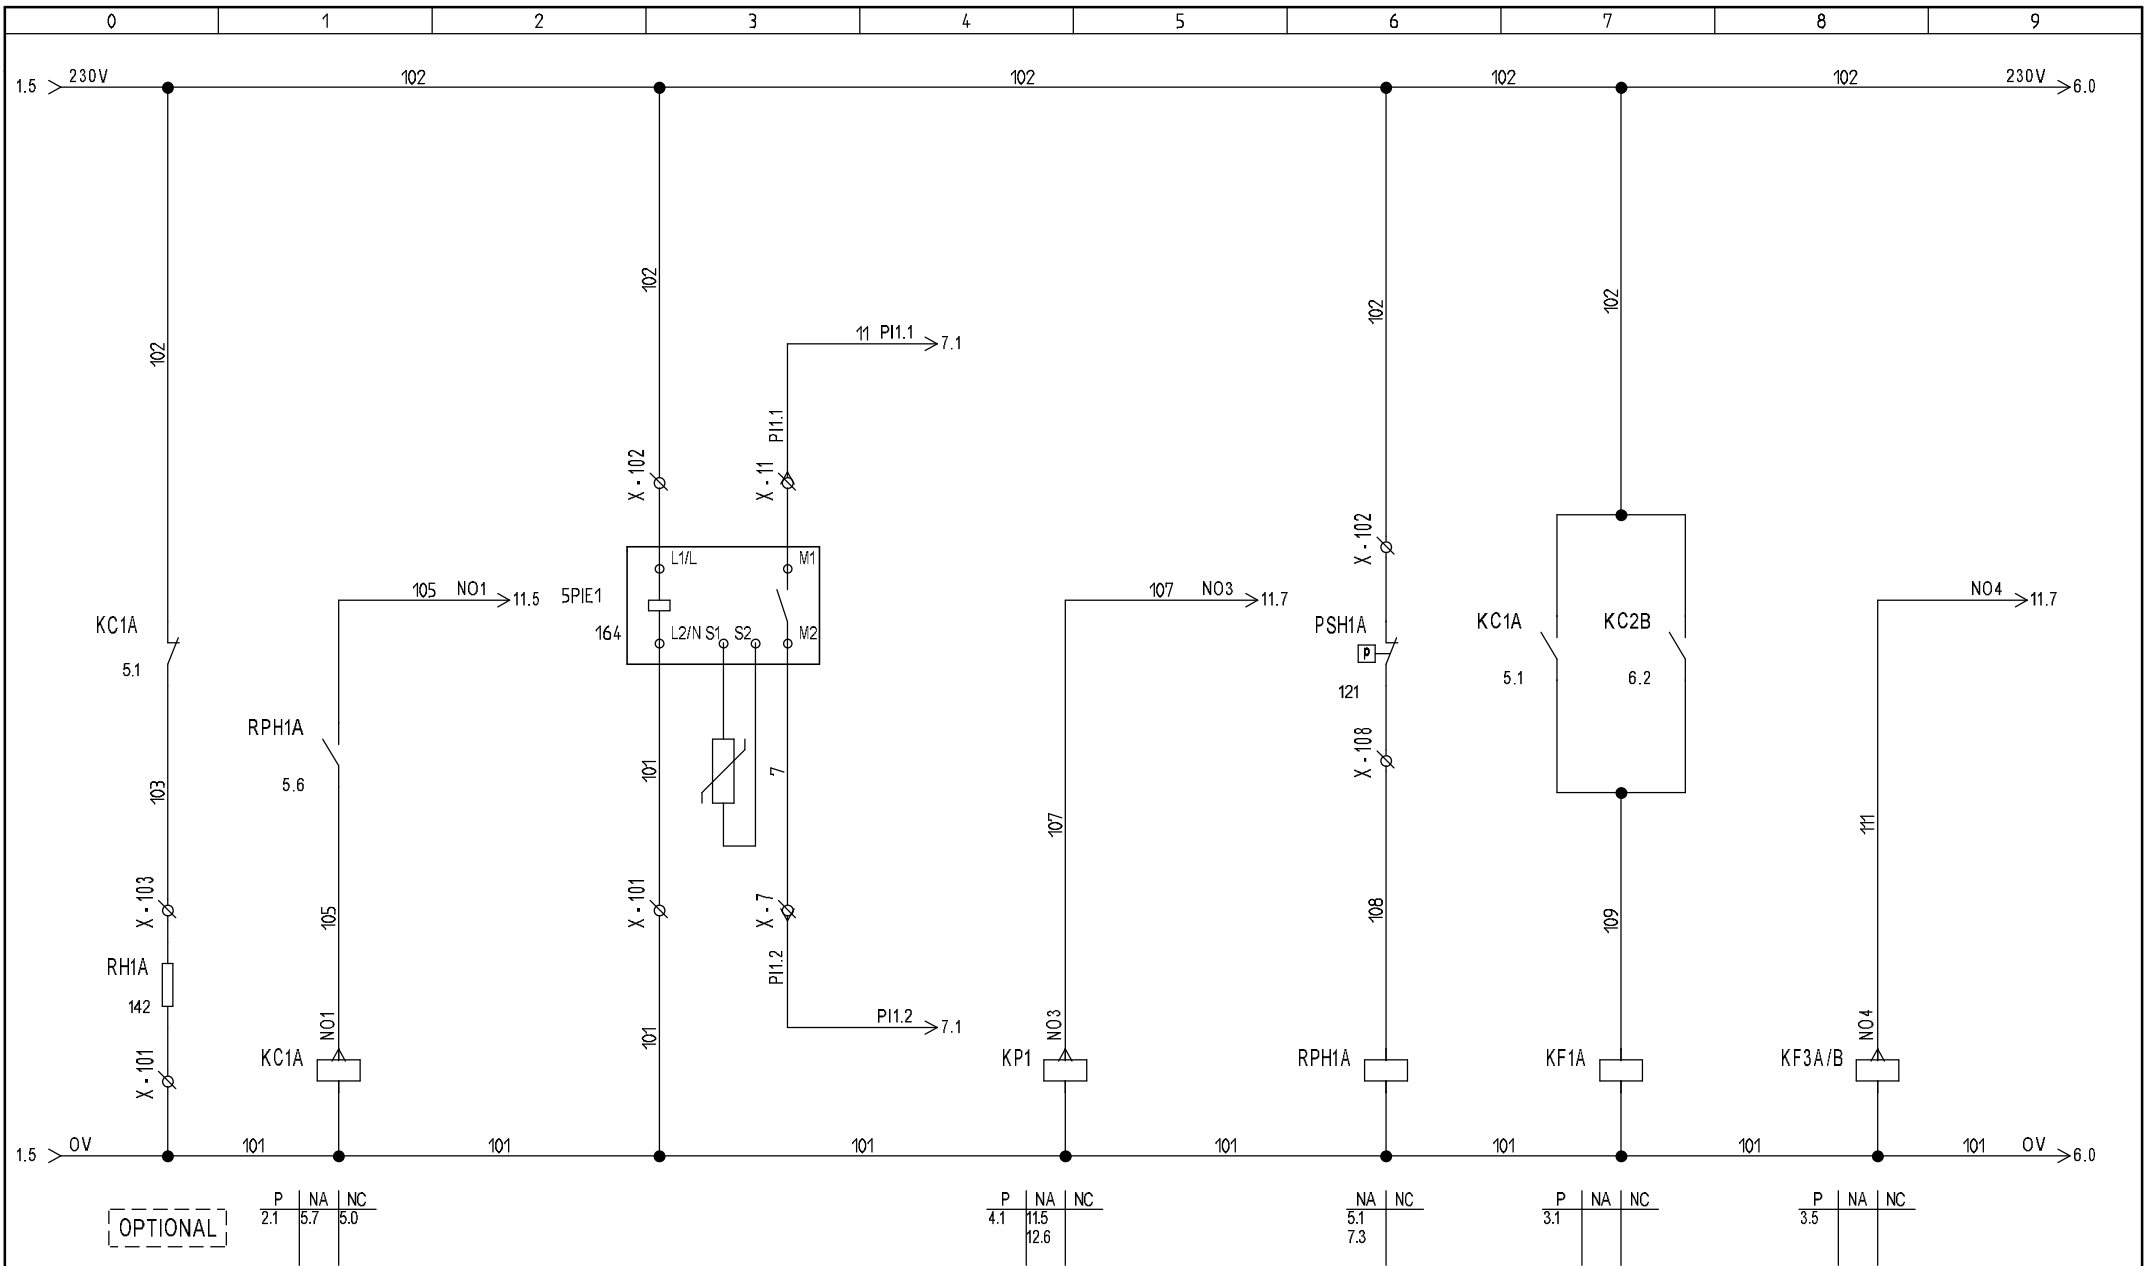 0 1 2 3 4 5 6 7 8 9
1.5 230V 102 102 102 102 230V 6.0
102
102
102
102
11 PI1.1 7.1
PI1.1
X - 102
X - 11
X - 102
105 NO1 11.5
5PIE1
L1/L M1
107 NO3 11.7
NO4 11.7
KC1A
5.1
164
L2/N S1 S2 M2
PSH1A
P
121
KC1A
5.1
KC2B
6.2
RPH1A
5.6
X - 108
103
101
7
107
111
X - 103
105
X - 101
X - 7
108
109
RH1A
142
PI1.2
NO1
101
PI1.2 7.1
NO3
NO4
X - 101
KC1A
KP1
RPH1A
KF1A
KF3A/B
1.5 0V 101 101 101 101 101 101 101 0V 6.0
OPTIONAL
P NA NC
2.1 5.7 5.0
P NA NC
4.1 11.5
12.6
NA NC
5.1
7.3
P NA NC
3.1
P NA NC
3.5